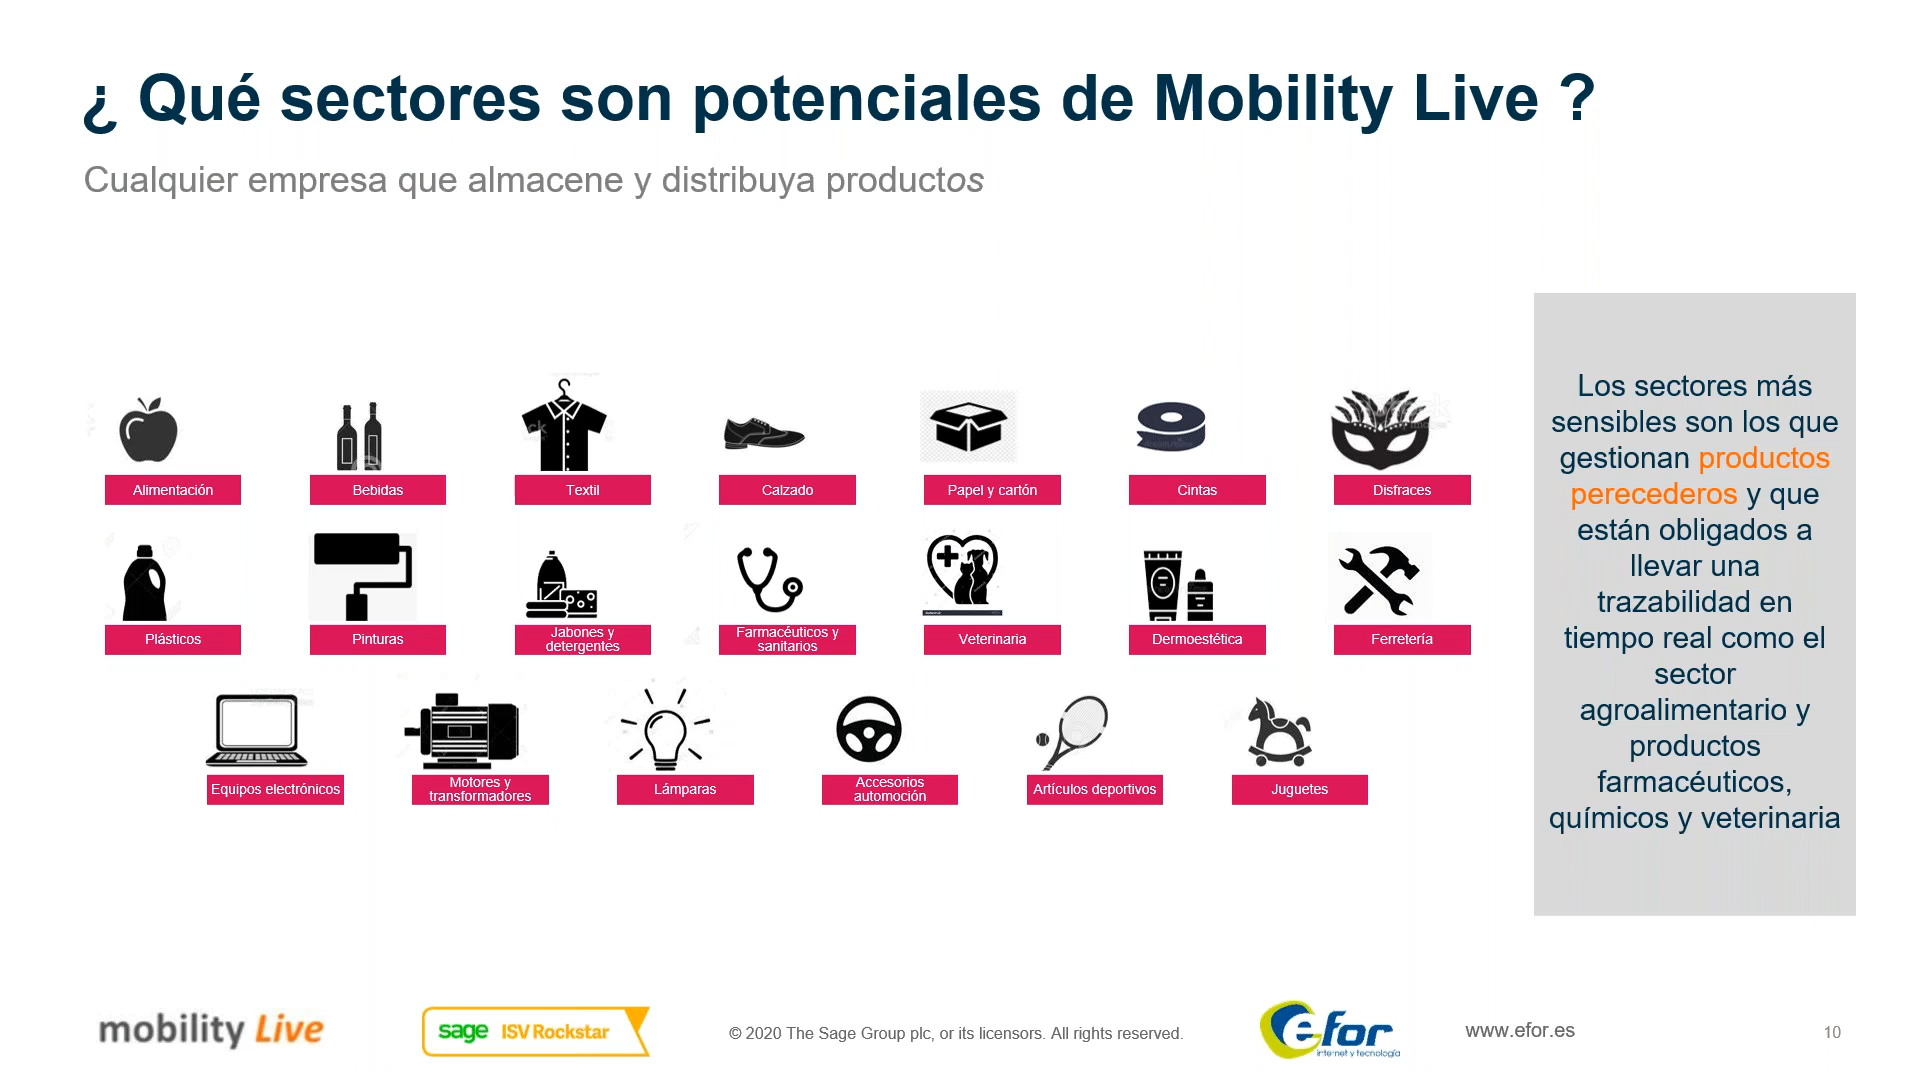 ¿ Qué sectores son potenciales de Mobility Live ?
Cualquier empresa que almacene y distribuya productos
Alimentación
Bebidas
Textil
Calzado
Papel y cartón
Cintas
Disfraces
Plásticos
Pinturas
Jabones y
detergentes
Farmacéuticos y
sanitarios
Veterinaria
Dermoestética
Ferretería
Equipos electrónicos
Motores y
transformadores
Lámparas
Accesorios
automoción
Artículos deportivos
Juguetes
Los sectores más
sensibles son los que
gestionan productos
perecederos y que
están obligados a
llevar una
trazabilidad en
tiempo real como el
sector
agroalimentario y
productos
farmacéuticos,
químicos y veterinaria
mobility Live
sage ISV Rockstar
© 2020 The Sage Group plc, or its licensors. All rights reserved.
efor
internet y tecnología
www.efor.es
10